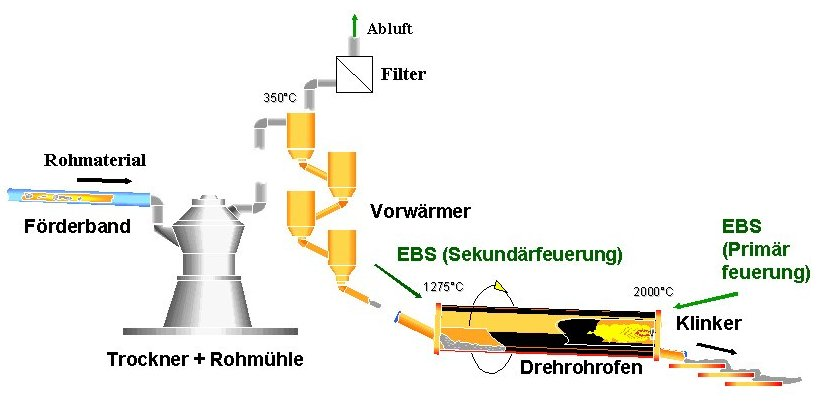 Abluft
Filter
350°C
Rohmaterial
Förderband
Vorwärmer
EBS (Sekundärfeuerung)
EBS
(Primär
feuerung)
1275°C
2000°C
Klinker
Trockner + Rohmühle
Drehrohrofen